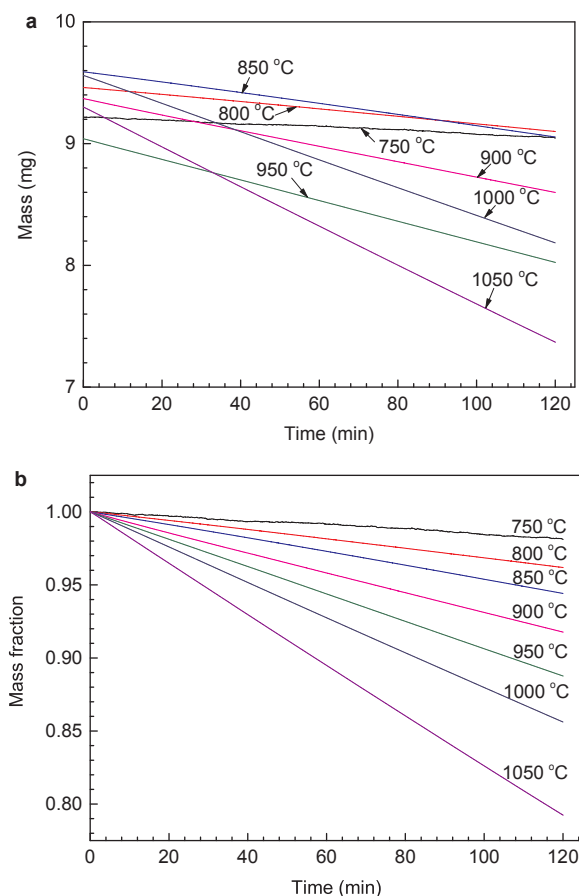 a
10
9
8
7
Mass (mg)
850 °C
800 °C
750 °C
950 °C
900 °C
1000 °C
1050 °C
0 20 40 60 80 100 120
Time (min)
b
1.00
0.95
0.90
0.85
0.80
Mass fraction
750 °C
800 °C
850 °C
900 °C
950 °C
1000 °C
1050 °C
0 20 40 60 80 100 120
Time (min)